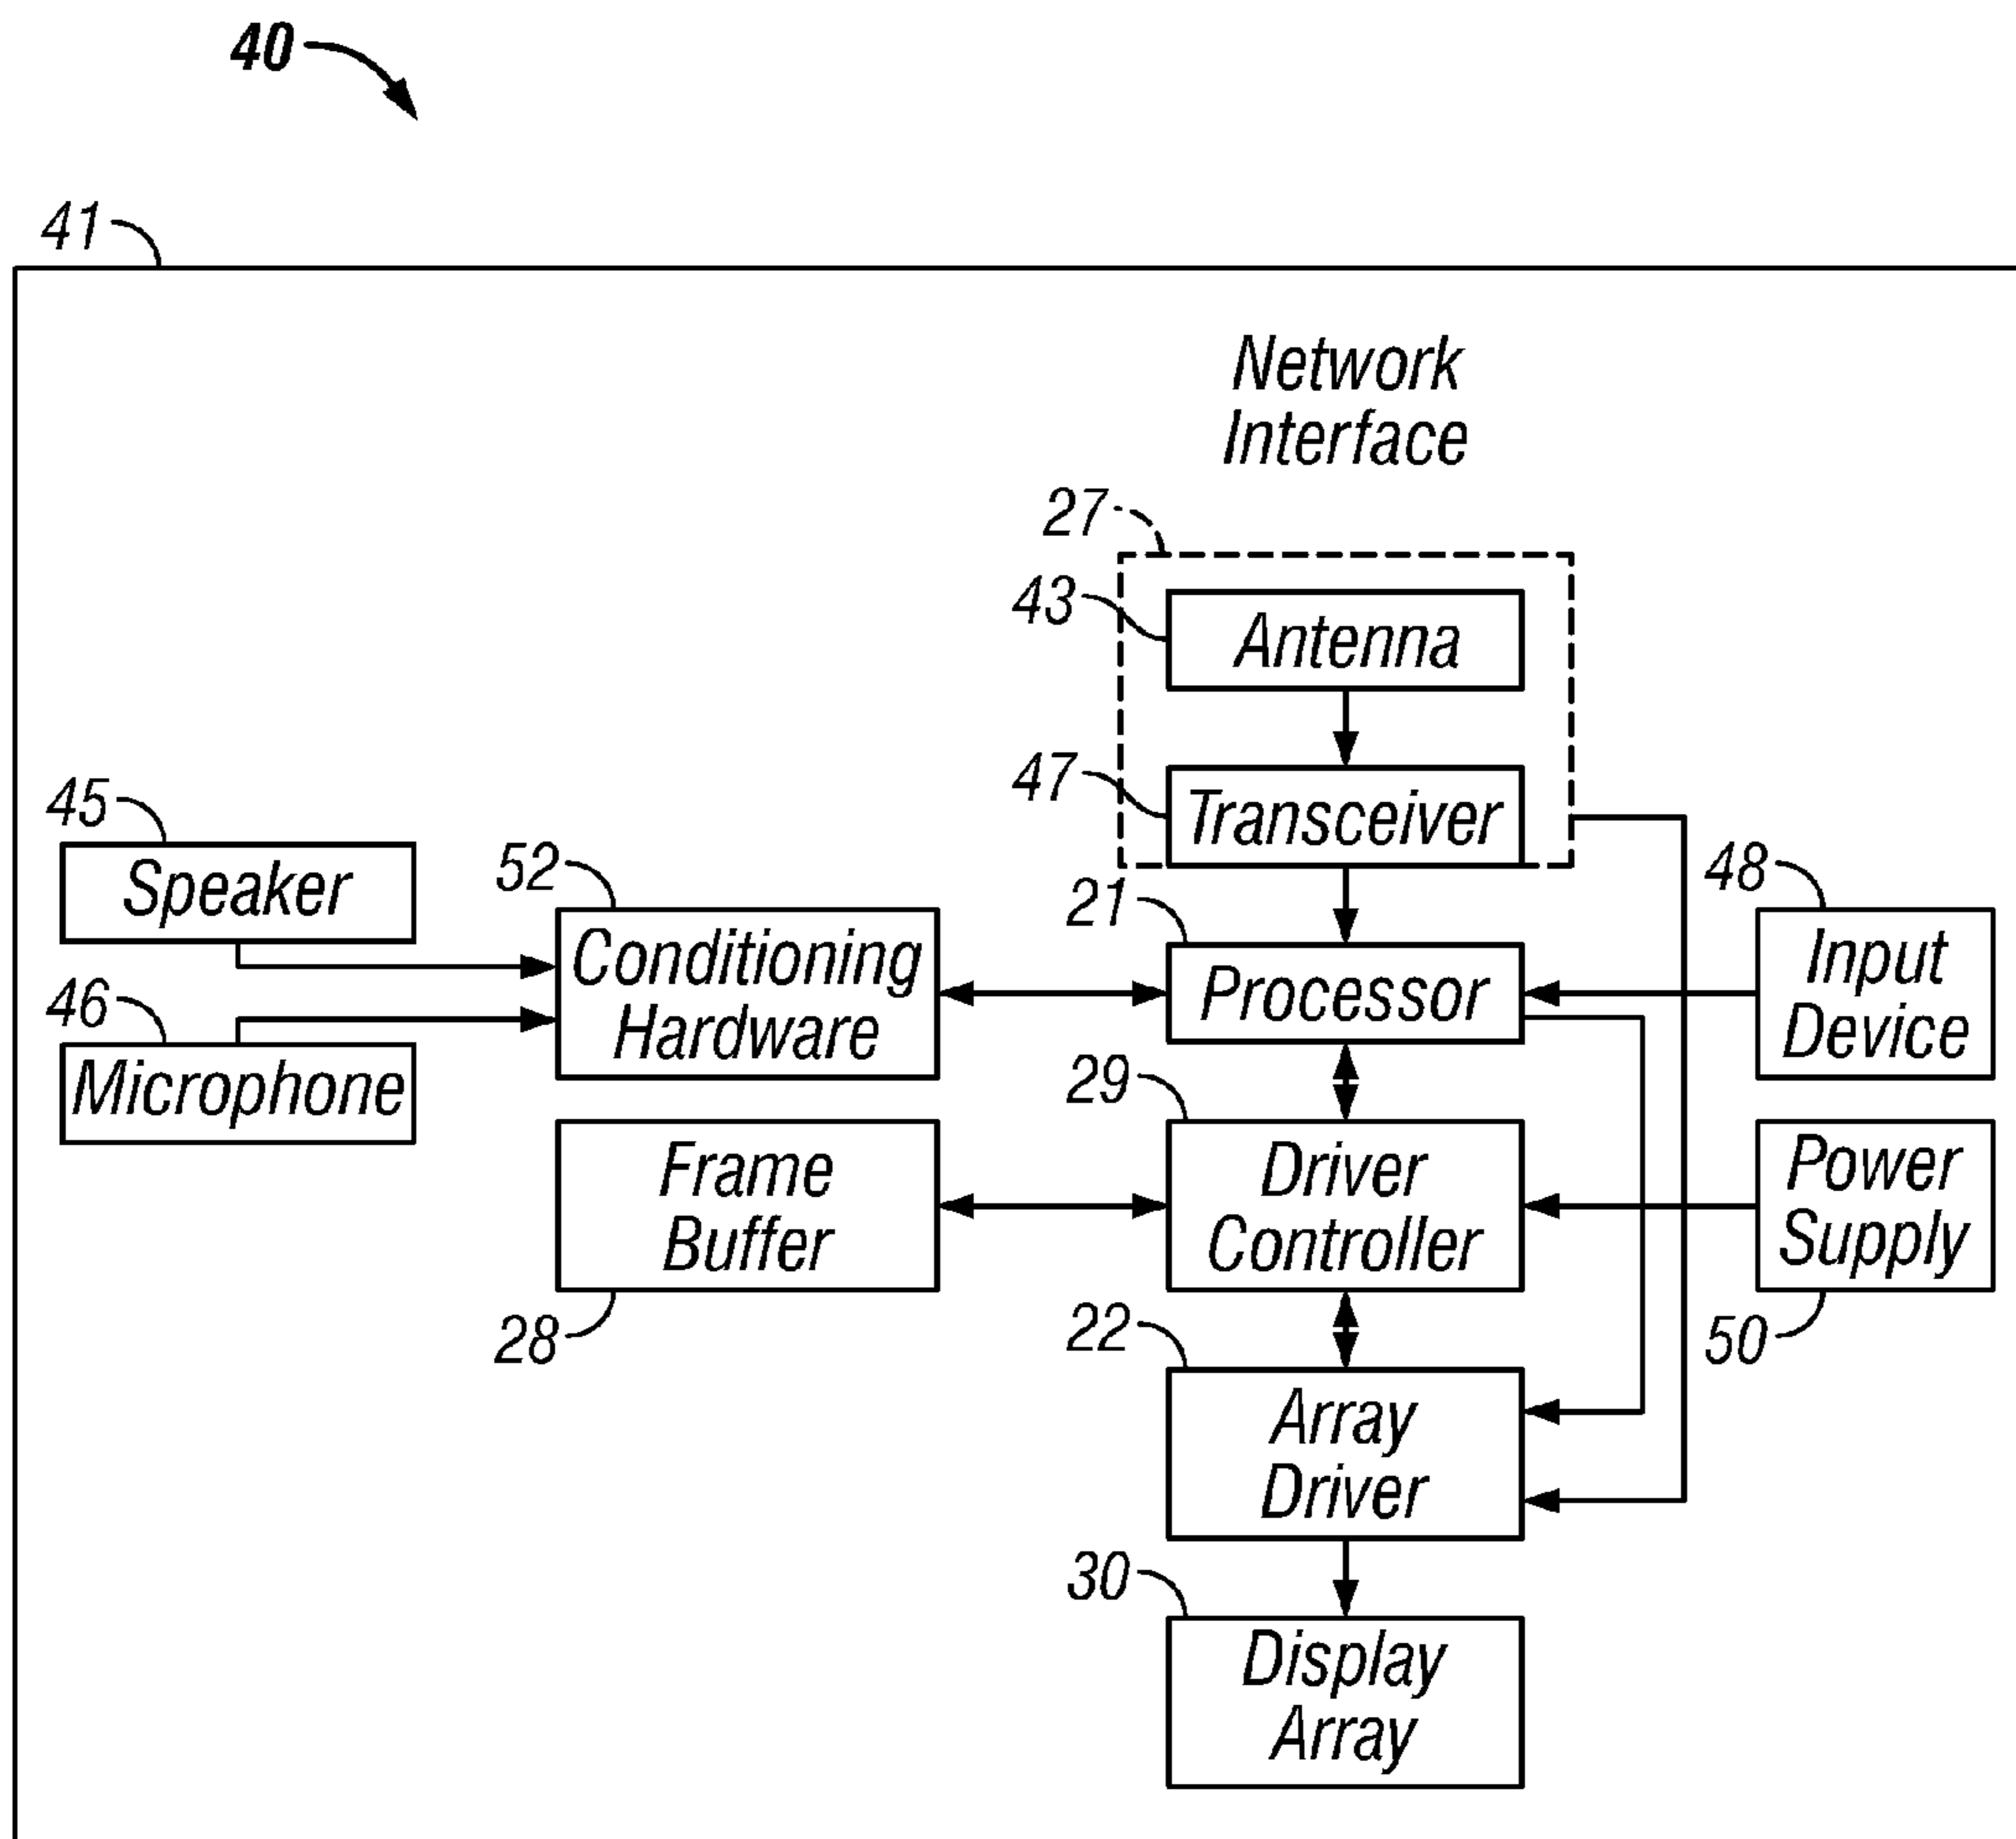 40
41
Network
Interface
27
43
Antenna
47
Transceiver
45
Speaker
52
Conditioning
Hardware
21
Processor
48
Input
Device
46
Microphone
29
Driver
Controller
Frame
Buffer
28
Power
Supply
50
22
Array
Driver
30
Display
Array